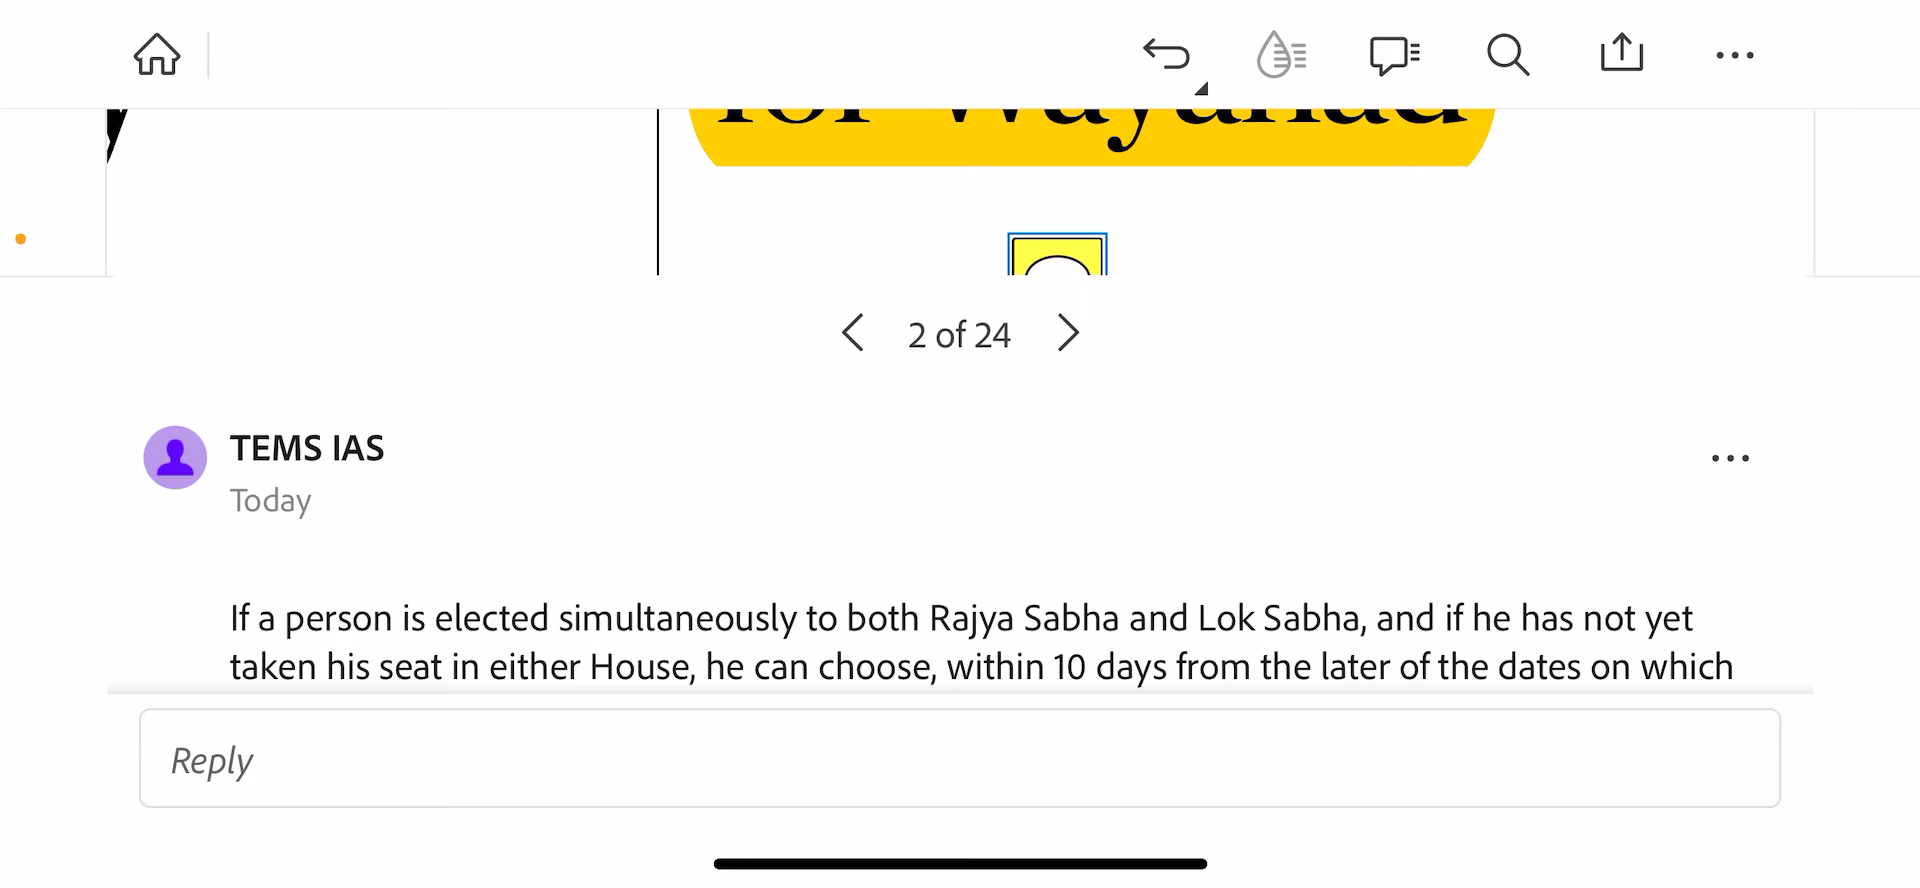 for Wayanad
2 of 24
TEMS IAS
Today
If a person is elected simultaneously to both Rajya Sabha and Lok Sabha, and if he has not yet
taken his seat in either House, he can choose, within 10 days from the later of the dates on which
Reply